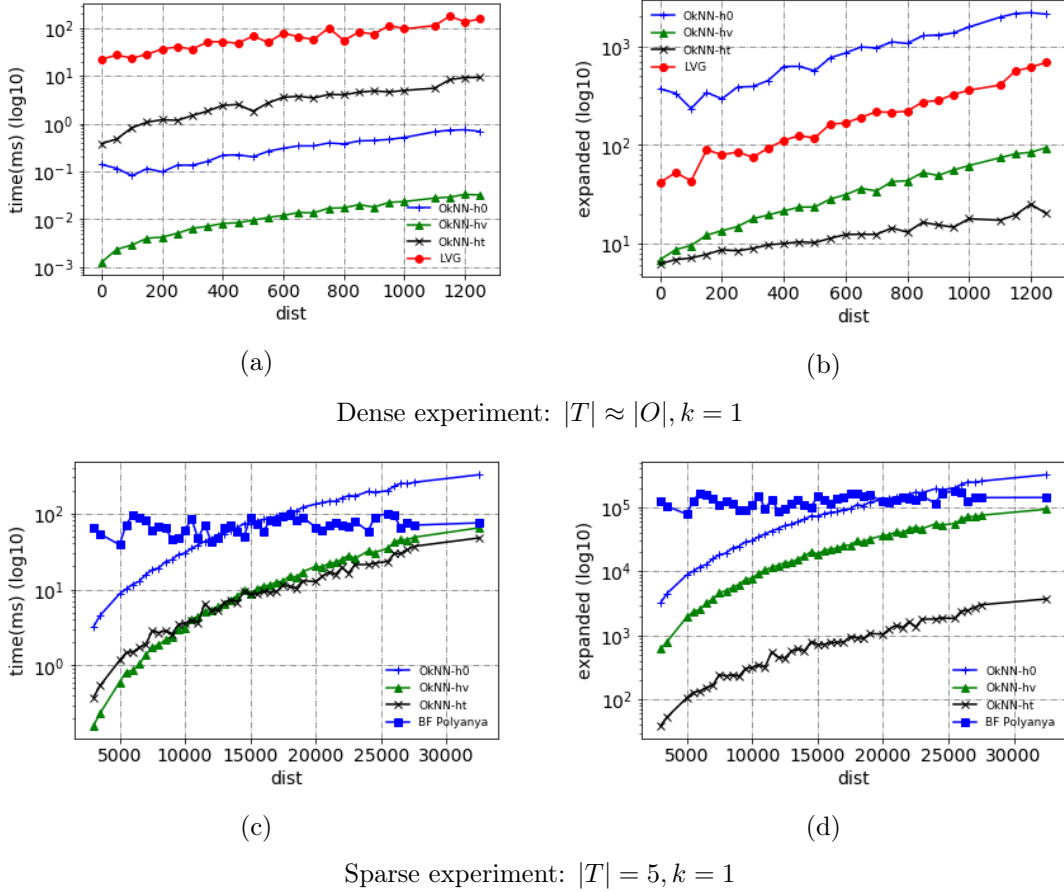 time(ms) (log10)
10²
10¹
10⁰
10⁻¹
10⁻²
10⁻³
0 200 400 600 800 1000 1200
dist
OkNN-h0
OkNN-hv
OkNN-ht
LVG
(a)
expanded (log10)
10³
10²
10¹
0 200 400 600 800 1000 1200
dist
OkNN-h0
OkNN-hv
OkNN-ht
LVG
(b)
Dense experiment: |T| ≈ |O|, k = 1
time(ms) (log10)
10²
10¹
10⁰
5000 10000 15000 20000 25000 30000
dist
OkNN-h0
OkNN-hv
OkNN-ht
BF Polyanya
(c)
expanded (log10)
10⁵
10⁴
10³
10²
5000 10000 15000 20000 25000 30000
dist
OkNN-h0
OkNN-hv
OkNN-ht
BF Polyanya
(d)
Sparse experiment: |T| = 5, k = 1